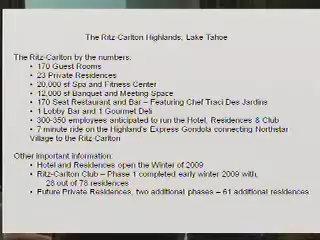 The Ritz-Carlton Highlands, Lake Tahoe
The Ritz-Carlton by the numbers:
• 170 Guest Rooms
• 23 Private Residences
• 20,000 sf Spa and Fitness Center
• 12,000 sf Banquet and Meeting Space
• 170 Seat Restaurant and Bar – Featuring Chef Traci Des Jardins
• 1 Lobby Bar and 1 Gourmet Deli
• 300-350 employees anticipated to run the Hotel, Residences & Club
• 7 minute ride on the Highland's Express Gondola connecting Northstar
Village to the Ritz-Carlton
Other important information:
• Hotel and Residences open the Winter of 2009
• Ritz-Carlton Club – Phase 1 completed early winter 2009 with,
28 out of 78 residences
• Future Private Residences, two additional phases – 61 additional residences